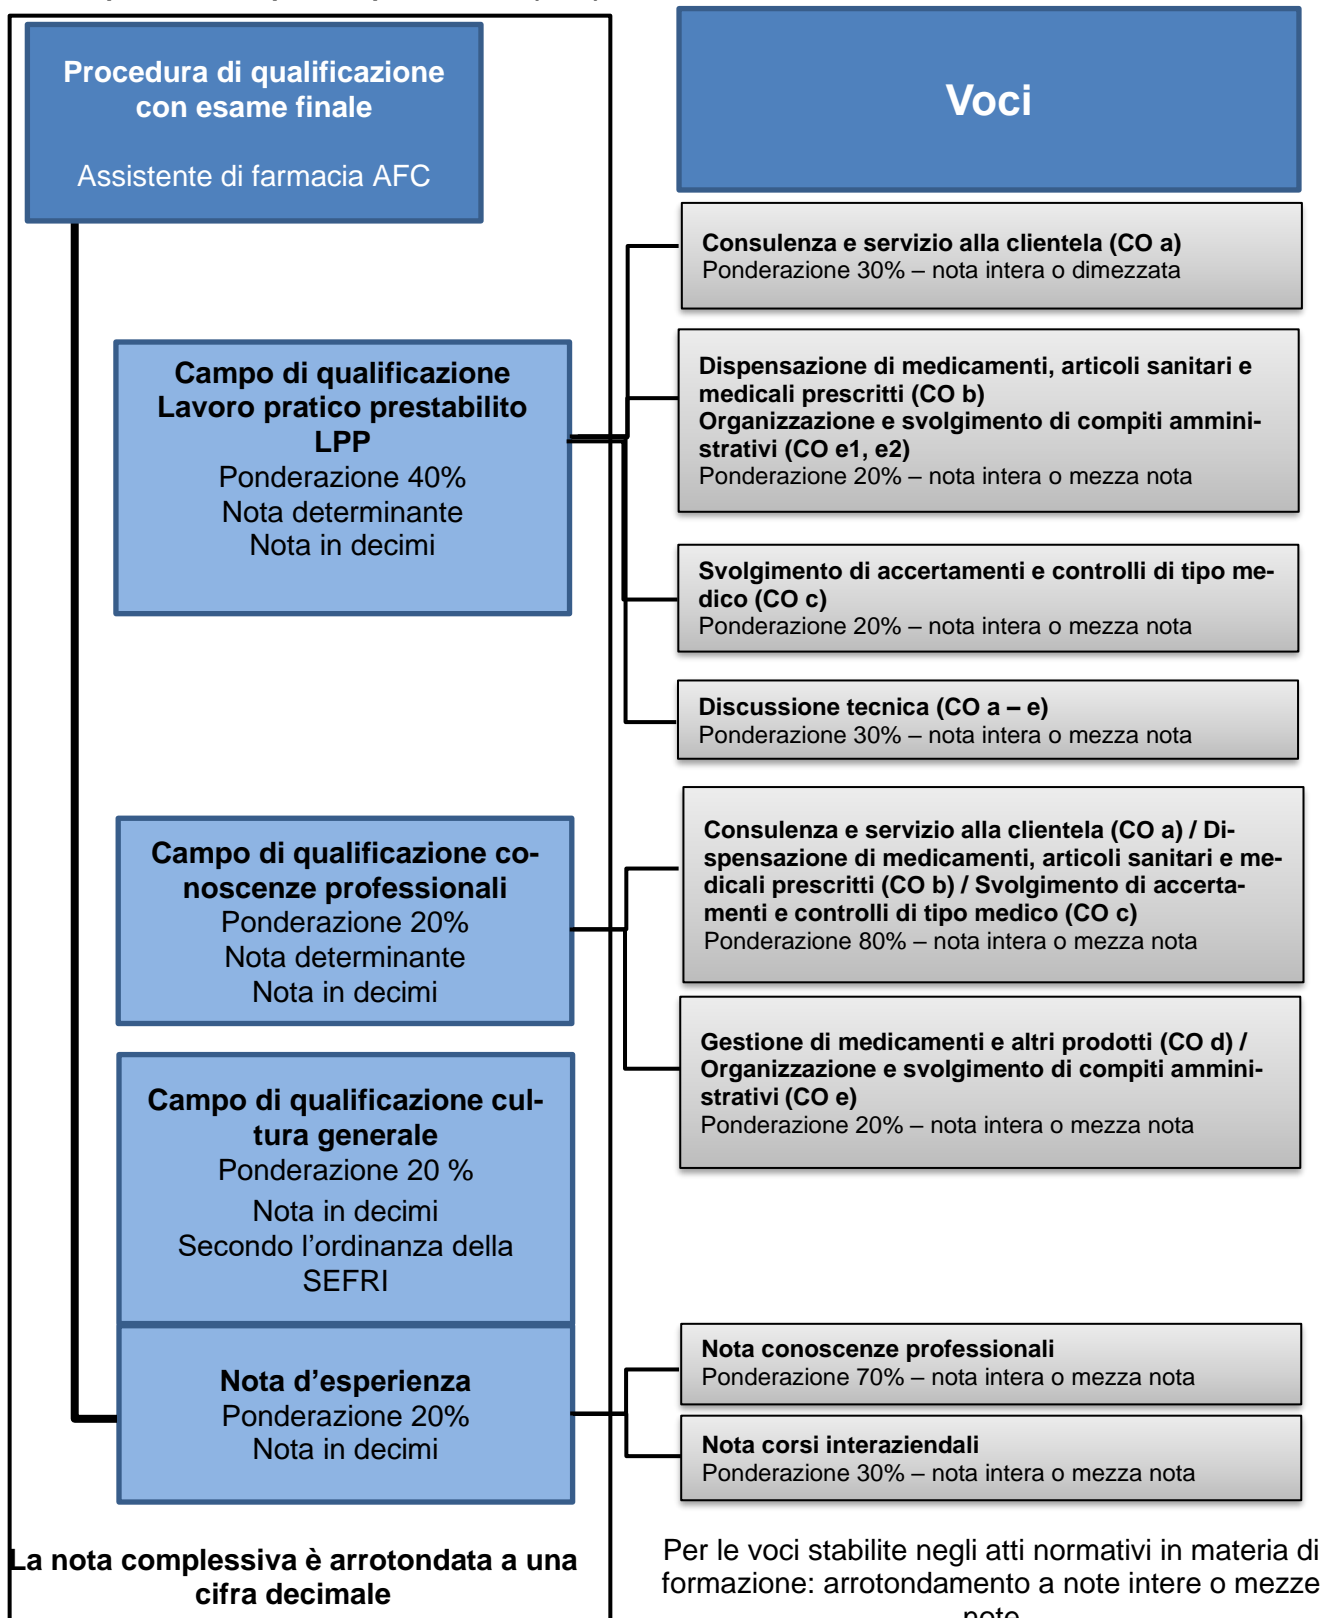 Procedura di qualificazione
con esame finale
Assistente di farmacia AFC
Voci
Consulenza e servizio alla clientela (CO a)
Ponderazione 30% – nota intera o dimezzata
Campo di qualificazione
Lavoro pratico prestabilito
LPP
Ponderazione 40%
Nota determinante
Nota in decimi
Dispensazione di medicamenti, articoli sanitari e
medicali prescritti (CO b)
Organizzazione e svolgimento di compiti ammini-
strativi (CO e1, e2)
Ponderazione 20% – nota intera o mezza nota
Svolgimento di accertamenti e controlli di tipo me-
dico (CO c)
Ponderazione 20% – nota intera o mezza nota
Discussione tecnica (CO a – e)
Ponderazione 30% – nota intera o mezza nota
Campo di qualificazione co-
noscenze professionali
Ponderazione 20%
Nota determinante
Nota in decimi
Consulenza e servizio alla clientela (CO a) / Di-
spensazione di medicamenti, articoli sanitari e me-
dicali prescritti (CO b) / Svolgimento di accerta-
menti e controlli di tipo medico (CO c)
Ponderazione 80% – nota intera o mezza nota
Gestione di medicamenti e altri prodotti (CO d) /
Organizzazione e svolgimento di compiti ammini-
strativi (CO e)
Ponderazione 20% – nota intera o mezza nota
Campo di qualificazione cul-
tura generale
Ponderazione 20 %
Nota in decimi
Secondo l’ordinanza della
SEFRI
Nota d’esperienza
Ponderazione 20%
Nota in decimi
Nota conoscenze professionali
Ponderazione 70% – nota intera o mezza nota
Nota corsi interaziendali
Ponderazione 30% – nota intera o mezza nota
La nota complessiva è arrotondata a una
cifra decimale
Per le voci stabilite negli atti normativi in materia di
formazione: arrotondamento a note intere o mezze
note